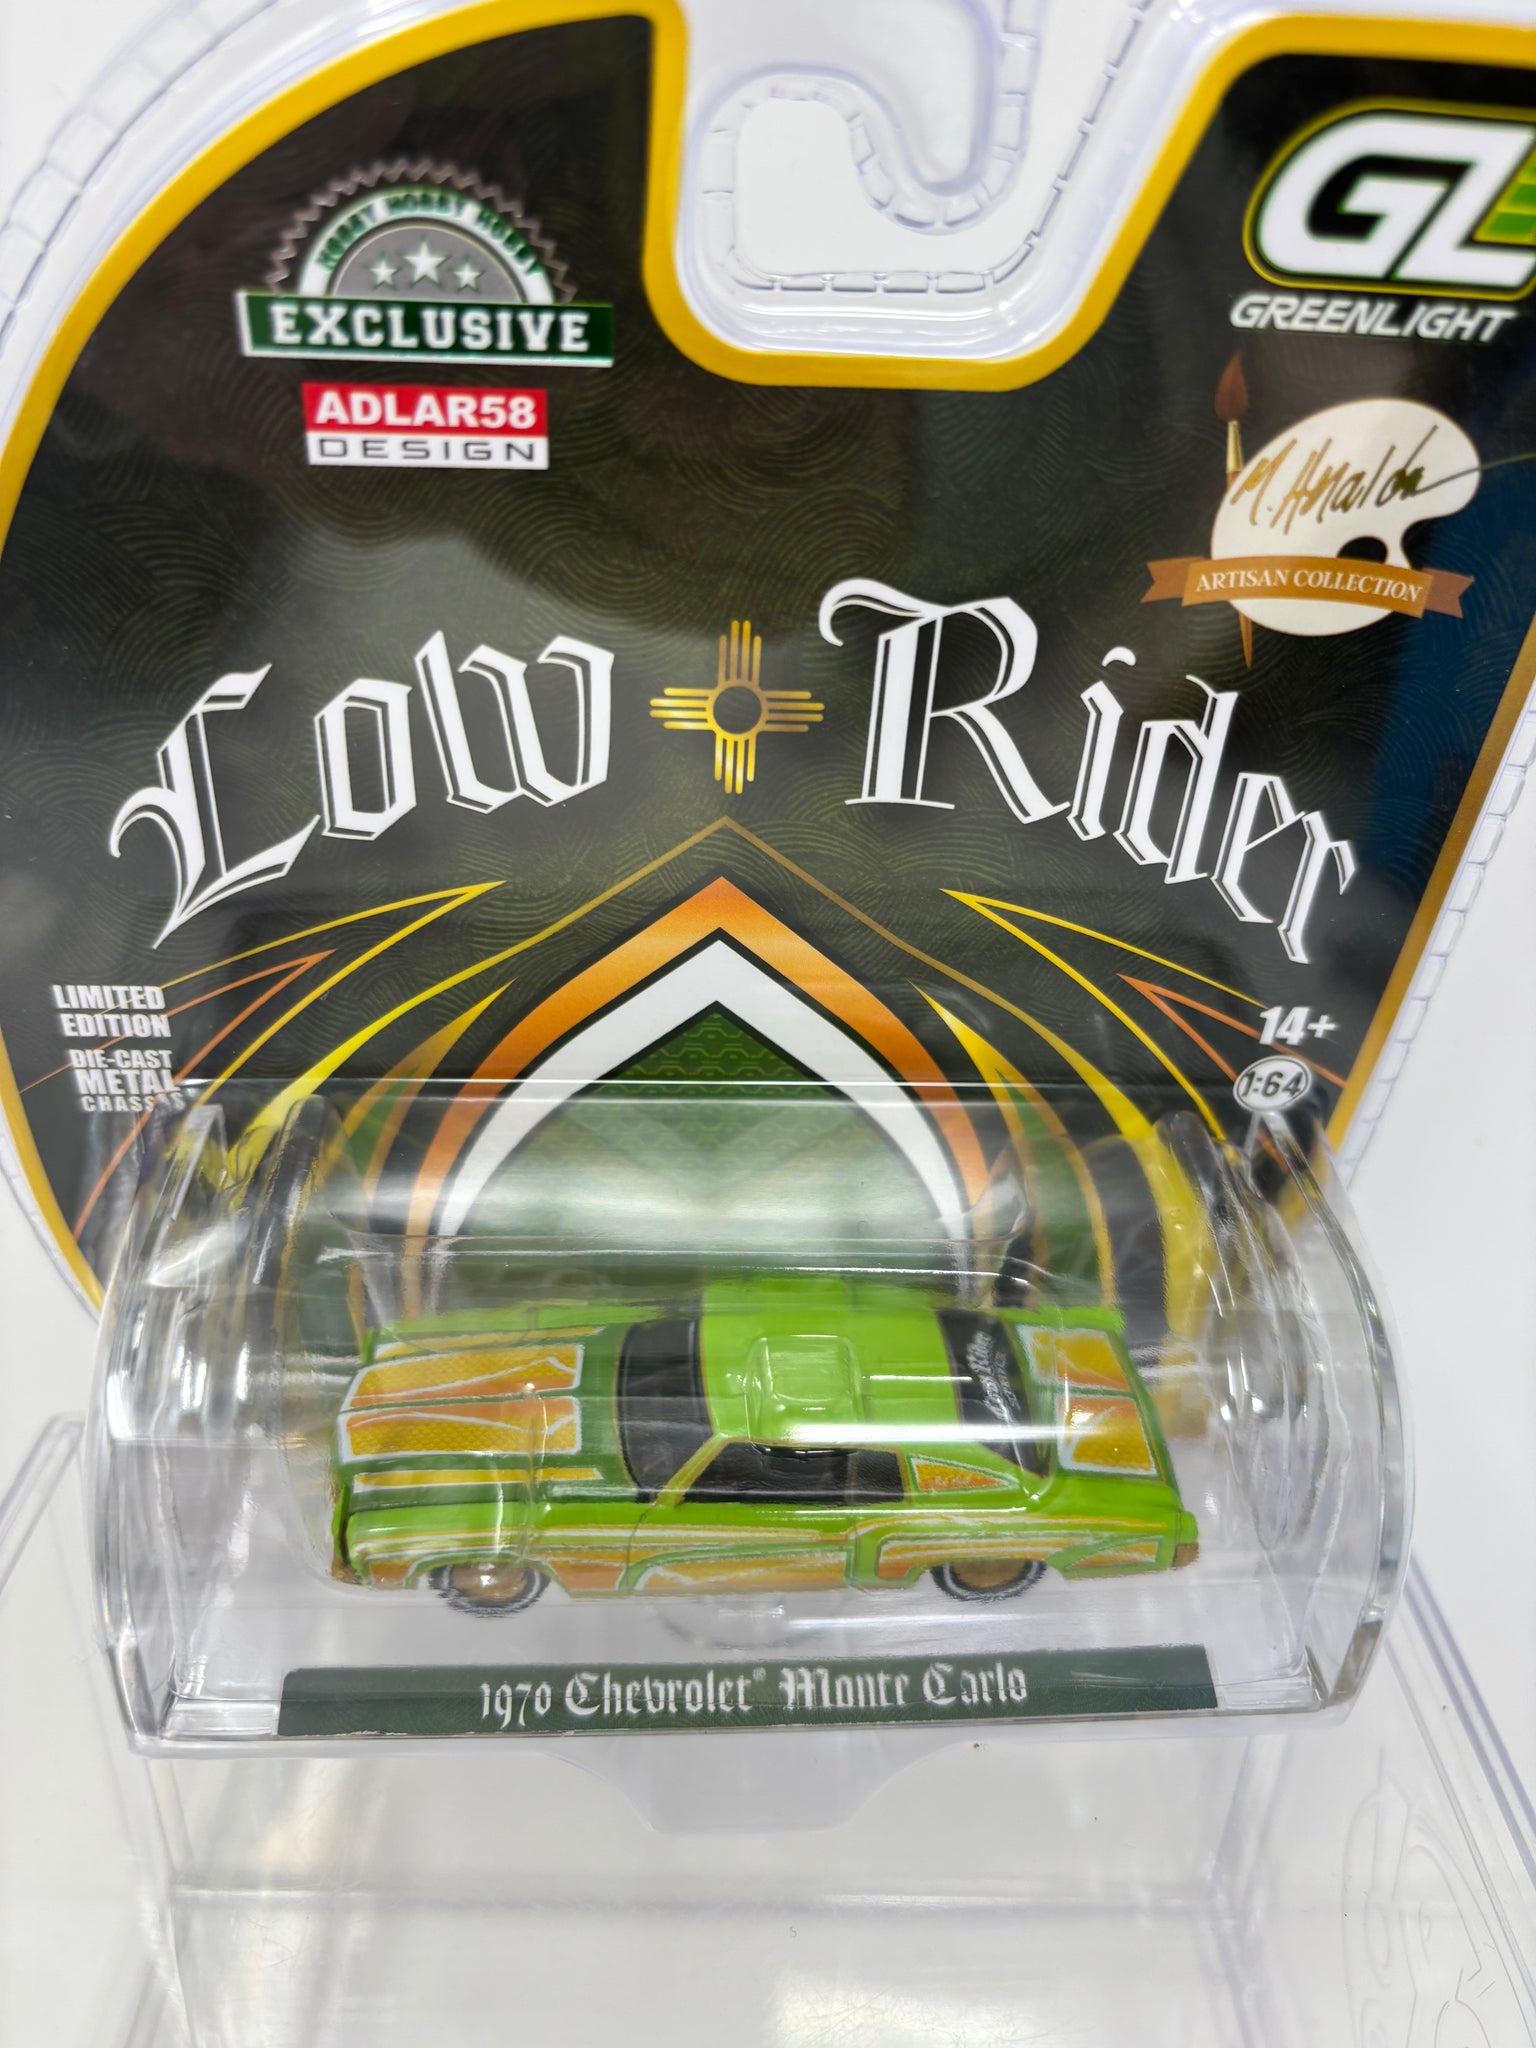 HOBBY HOBBY HOBBY
EXCLUSIVE
ADLAR58
DESIGN
GL
GREENLIGHT
ARTISAN COLLECTION
Low Rider
LIMITED
EDITION
DIE-CAST
METAL
CHASSIS
14+
1:64
1970 Chevrolet® Monte Carlo